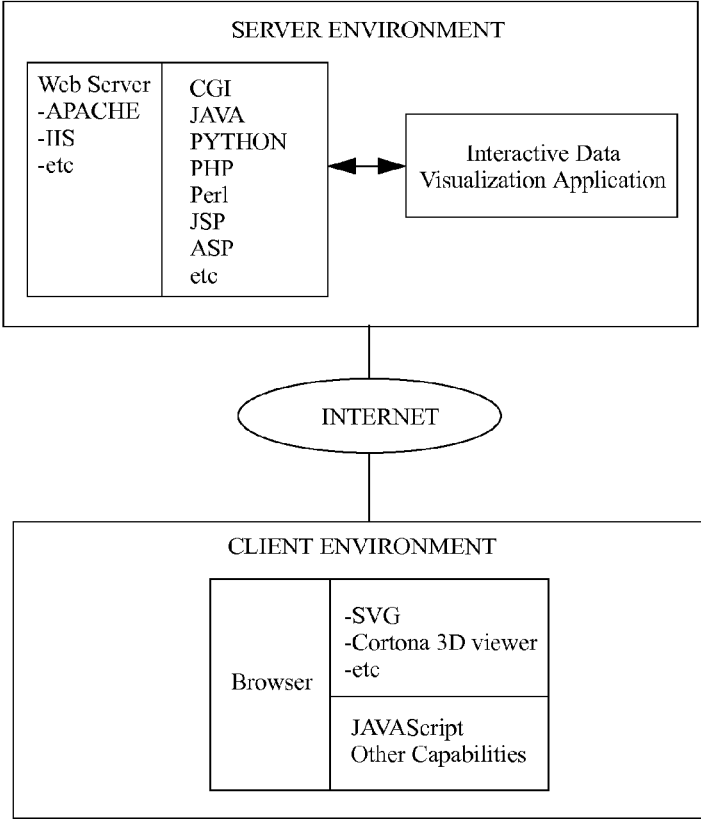 SERVER ENVIRONMENT
Web Server
-APACHE
-IIS
-etc
CGI
JAVA
PYTHON
PHP
Perl
JSP
ASP
etc
Interactive Data
Visualization Application
INTERNET
CLIENT ENVIRONMENT
Browser
-SVG
-Cortona 3D viewer
-etc
JAVAScript
Other Capabilities